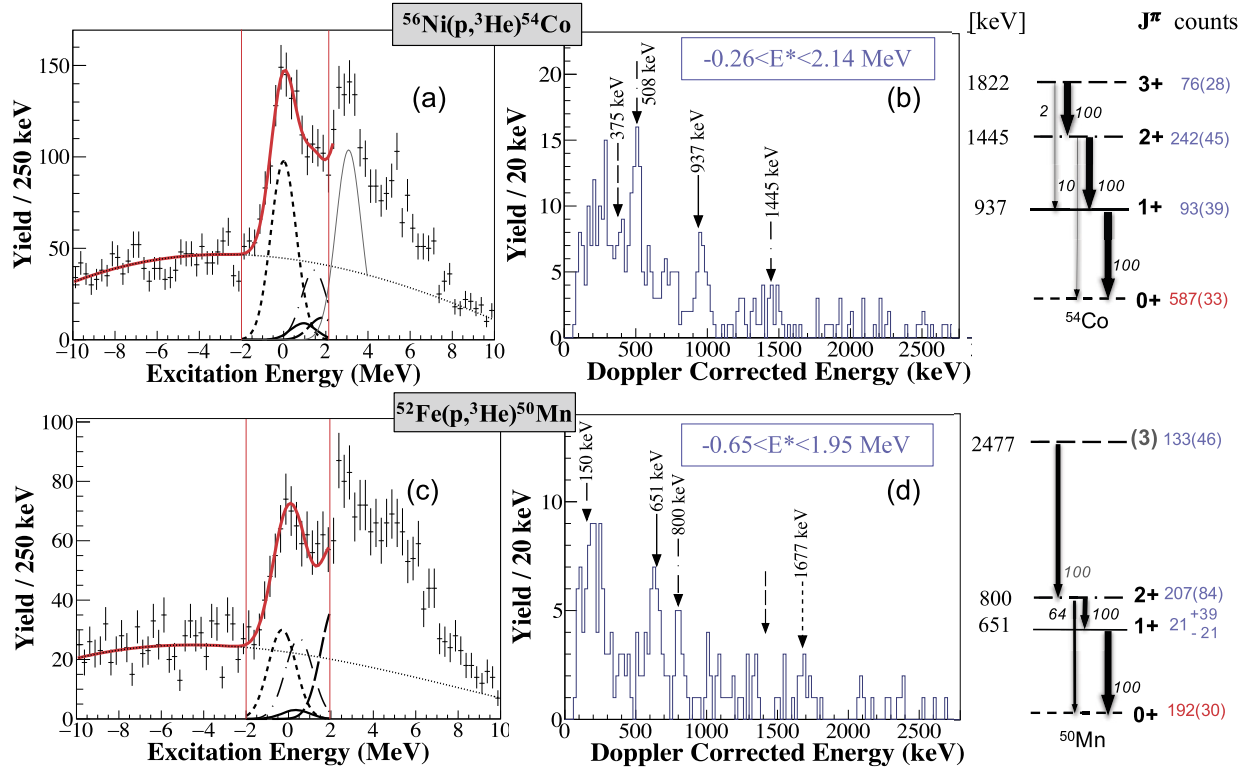 ⁵⁶Ni(p,³He)⁵⁴Co
(a)
Yield / 250 keV
150
100
50
0
−10 −8 −6 −4 −2 0 2 4 6 8 10
Excitation Energy (MeV)
-0.26<E*<2.14 MeV
(b)
375 keV
508 keV
937 keV
1445 keV
Yield / 20 keV
20
15
10
5
0
0 500 1000 1500 2000 2500
Doppler Corrected Energy (keV)
[keV] Jπ counts
1822 3+ 76(28)
2 100
1445 2+ 242(45)
10 100
937 1+ 93(39)
100
0+ 587(33)
⁵⁴Co
⁵²Fe(p,³He)⁵⁰Mn
(c)
Yield / 250 keV
100
80
60
40
20
0
−10 −8 −6 −4 −2 0 2 4 6 8 10
Excitation Energy (MeV)
-0.65<E*<1.95 MeV
(d)
150 keV
651 keV
800 keV
1677 keV
Yield / 20 keV
10
5
0
0 500 1000 1500 2000 2500
Doppler Corrected Energy (keV)
2477 (3) 133(46)
100
800 2+ 207(84)
64 100
651 1+ 21 +39 - 21
100
0+ 192(30)
⁵⁰Mn